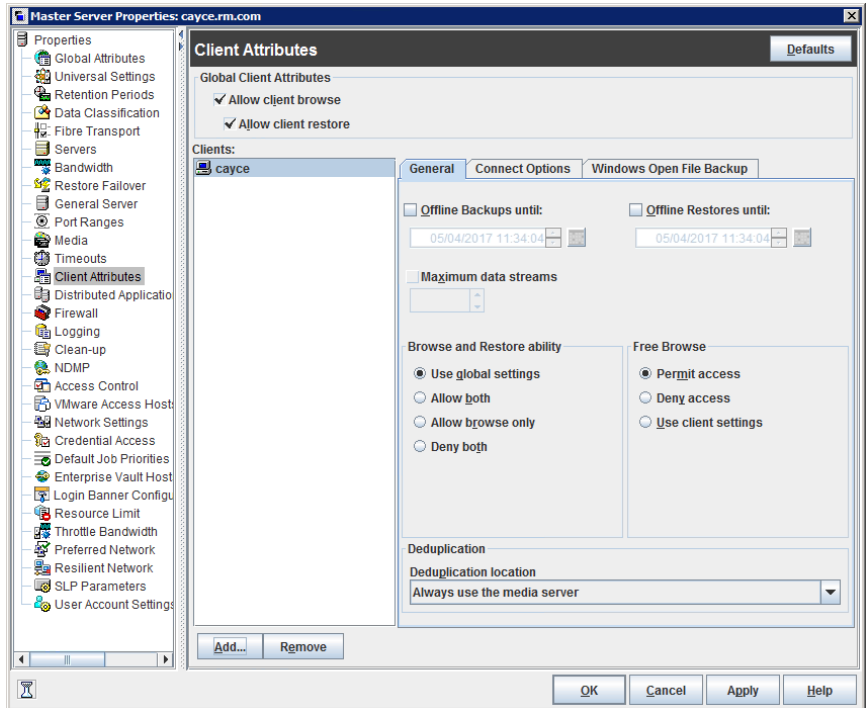 Master Server Properties: cayce.rm.com
Properties
Global Attributes
Universal Settings
Retention Periods
Data Classification
Fibre Transport
Servers
Bandwidth
Restore Failover
General Server
Port Ranges
Media
Timeouts
Client Attributes
Distributed Applicatio
Firewall
Logging
Clean-up
NDMP
Access Control
VMware Access Hosts
Network Settings
Credential Access
Default Job Priorities
Enterprise Vault Host
Login Banner Configu
Resource Limit
Throttle Bandwidth
Preferred Network
Resilient Network
SLP Parameters
User Account Settings
Client Attributes
Defaults
Global Client Attributes
Allow client browse
Allow client restore
Clients:
cayce
General Connect Options Windows Open File Backup
Offline Backups until: Offline Restores until:
05/04/2017 11:34:04 05/04/2017 11:34:04
Maximum data streams
Browse and Restore ability
Use global settings
Allow both
Allow browse only
Deny both
Free Browse
Permit access
Deny access
Use client settings
Deduplication
Deduplication location
Always use the media server
Add... Remove
OK Cancel Apply Help